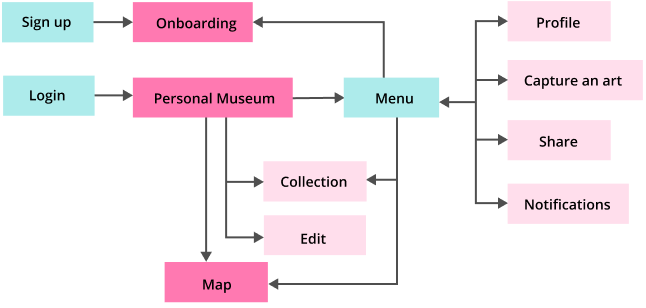 Sign up
Onboarding
Profile
Capture an art
Login
Personal Museum
Menu
Share
Collection
Notifications
Edit
Map